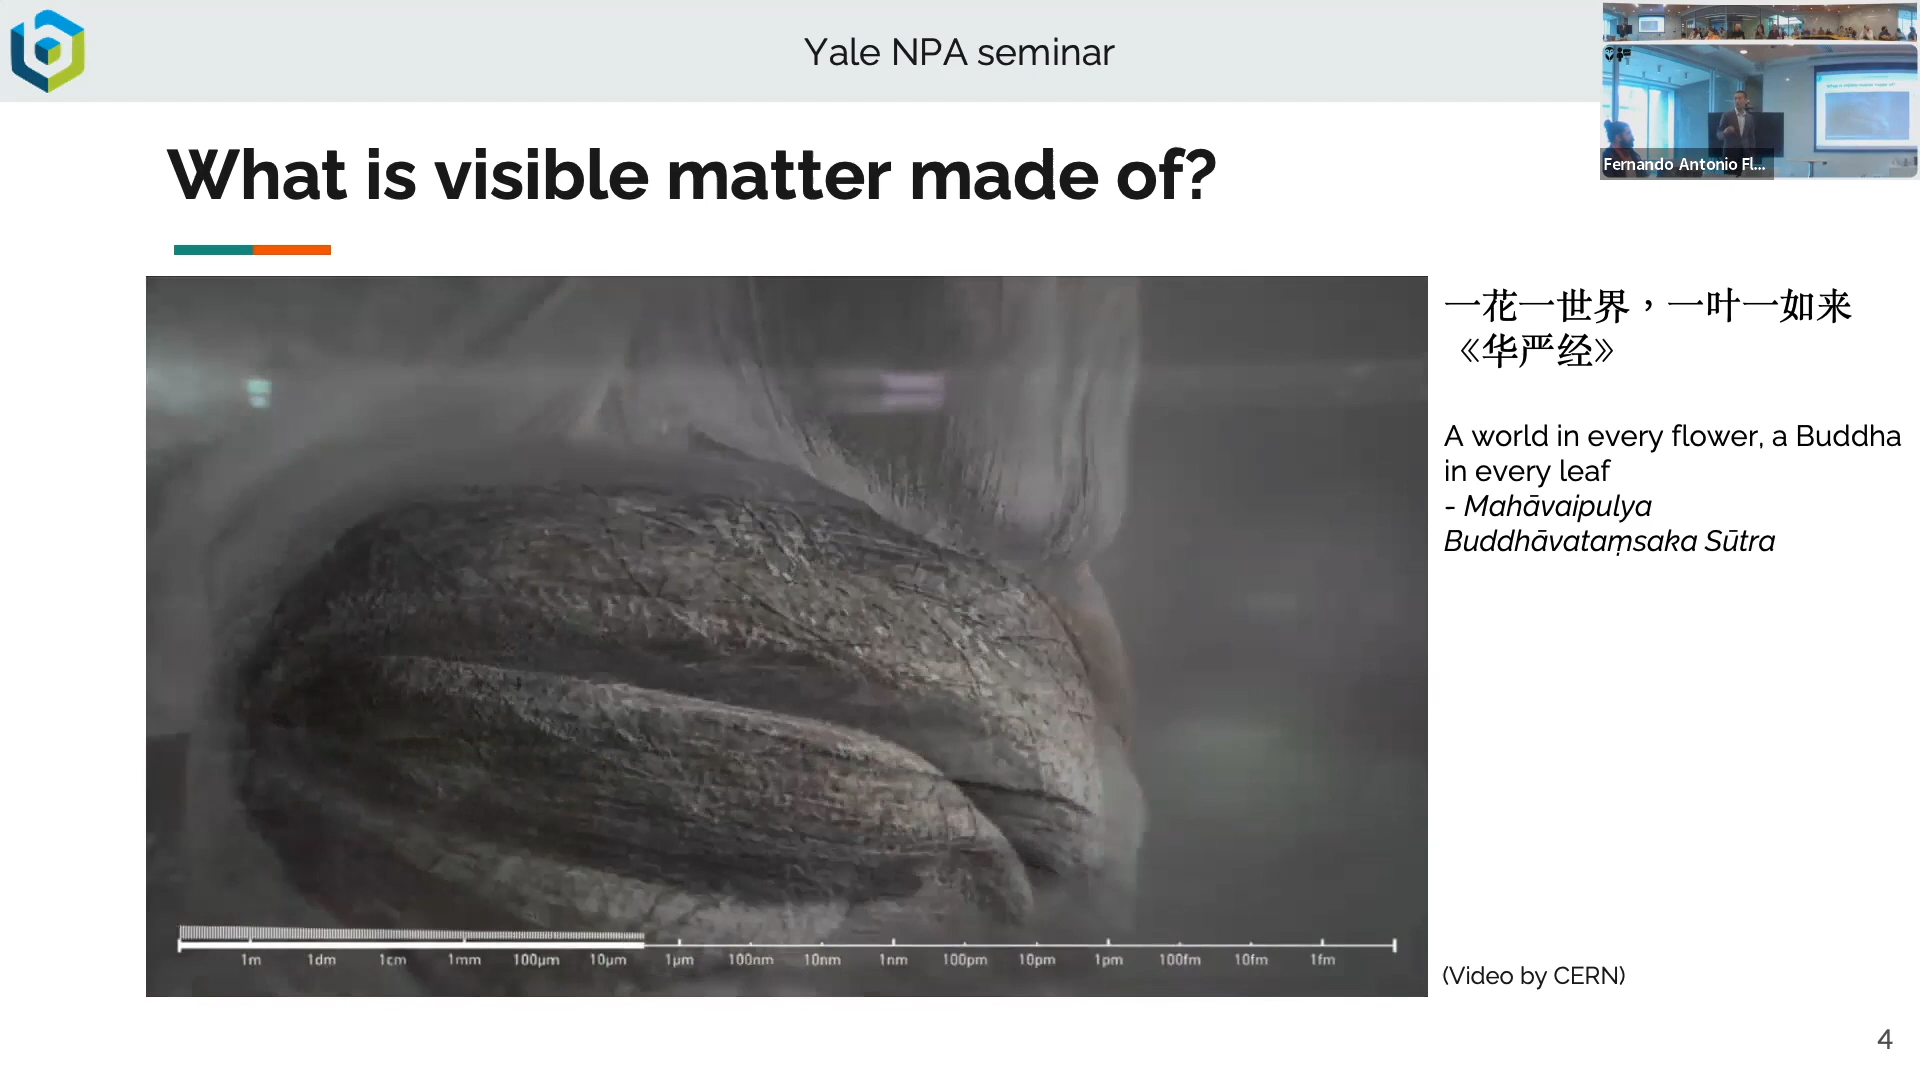 Yale NPA seminar
Fernando Antonio Fl...
What is visible matter made of?
一花一世界，一叶一如来
《华严经》
A world in every flower, a Buddha
in every leaf
- Mahāvaipulya
Buddhāvataṃsaka Sūtra
1m 1dm 1cm 1mm 100µm 10µm 1µm 100nm 10nm 1nm 100pm 10pm 1pm 100fm 10fm 1fm
(Video by CERN)
4